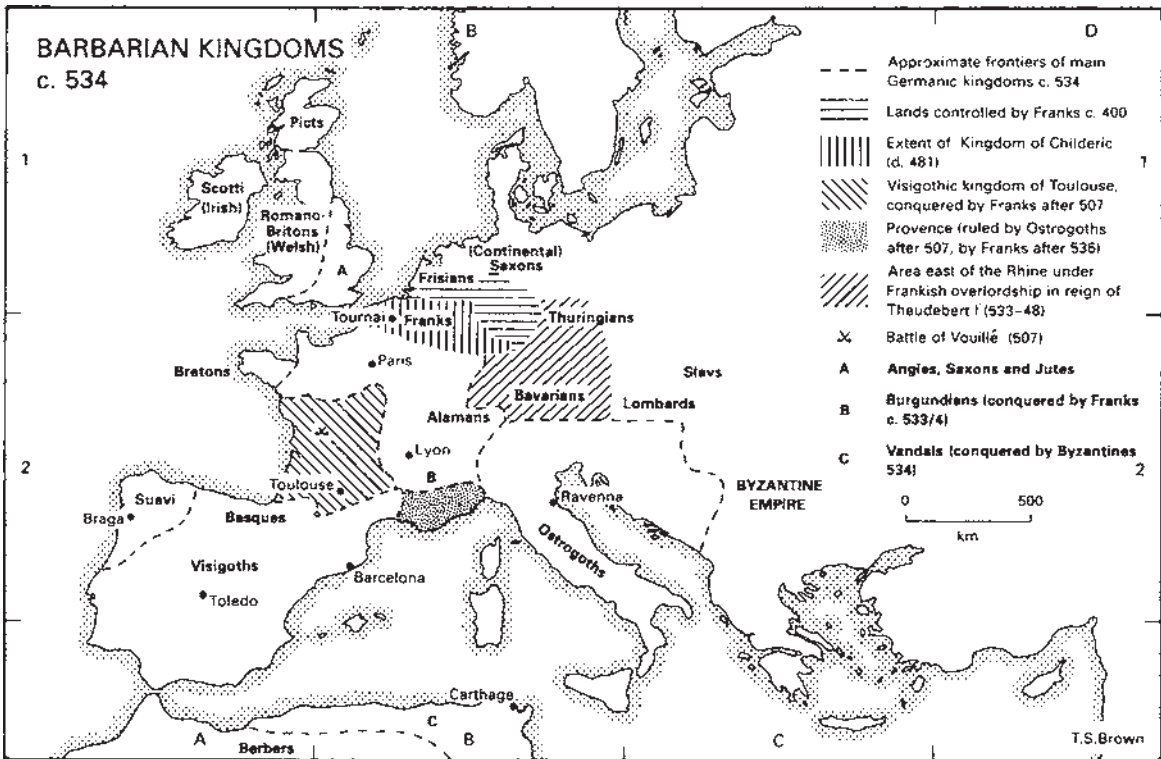 BARBARIAN KINGDOMS
c. 534
B
D
Approximate frontiers of main
Germanic kingdoms c. 534
Lands controlled by Franks c. 400
Extent of Kingdom of Childeric
(d. 481)
Visigothic kingdom of Toulouse,
conquered by Franks after 507
Provence (ruled by Ostrogoths
after 507, by Franks after 536)
Area east of the Rhine under
Frankish overlordship in reign of
Theudebert I (533-48)
Battle of Vouillé (507)
A Angles, Saxons and Jutes
B Burgundians (conquered by Franks
c. 533/4)
C Vandals (conquered by Byzantines
534)
0 500
km
1
1
2
2
Picts
Scotti
(Irish)
Romano-
Britons
(Welsh)
A
(Continental)
Saxons
Frisians
Tournai
Franks
Thuringians
Paris
Bretons
Slavs
Bavarians
Lombards
Alamans
Lyon
B
Toulouse
Suevi
Braga
Basques
Ravenna
BYZANTINE
EMPIRE
Ostrogoths
Visigoths
Barcelona
Toledo
Carthage
C
A
B
C
Berbers
T.S.Brown